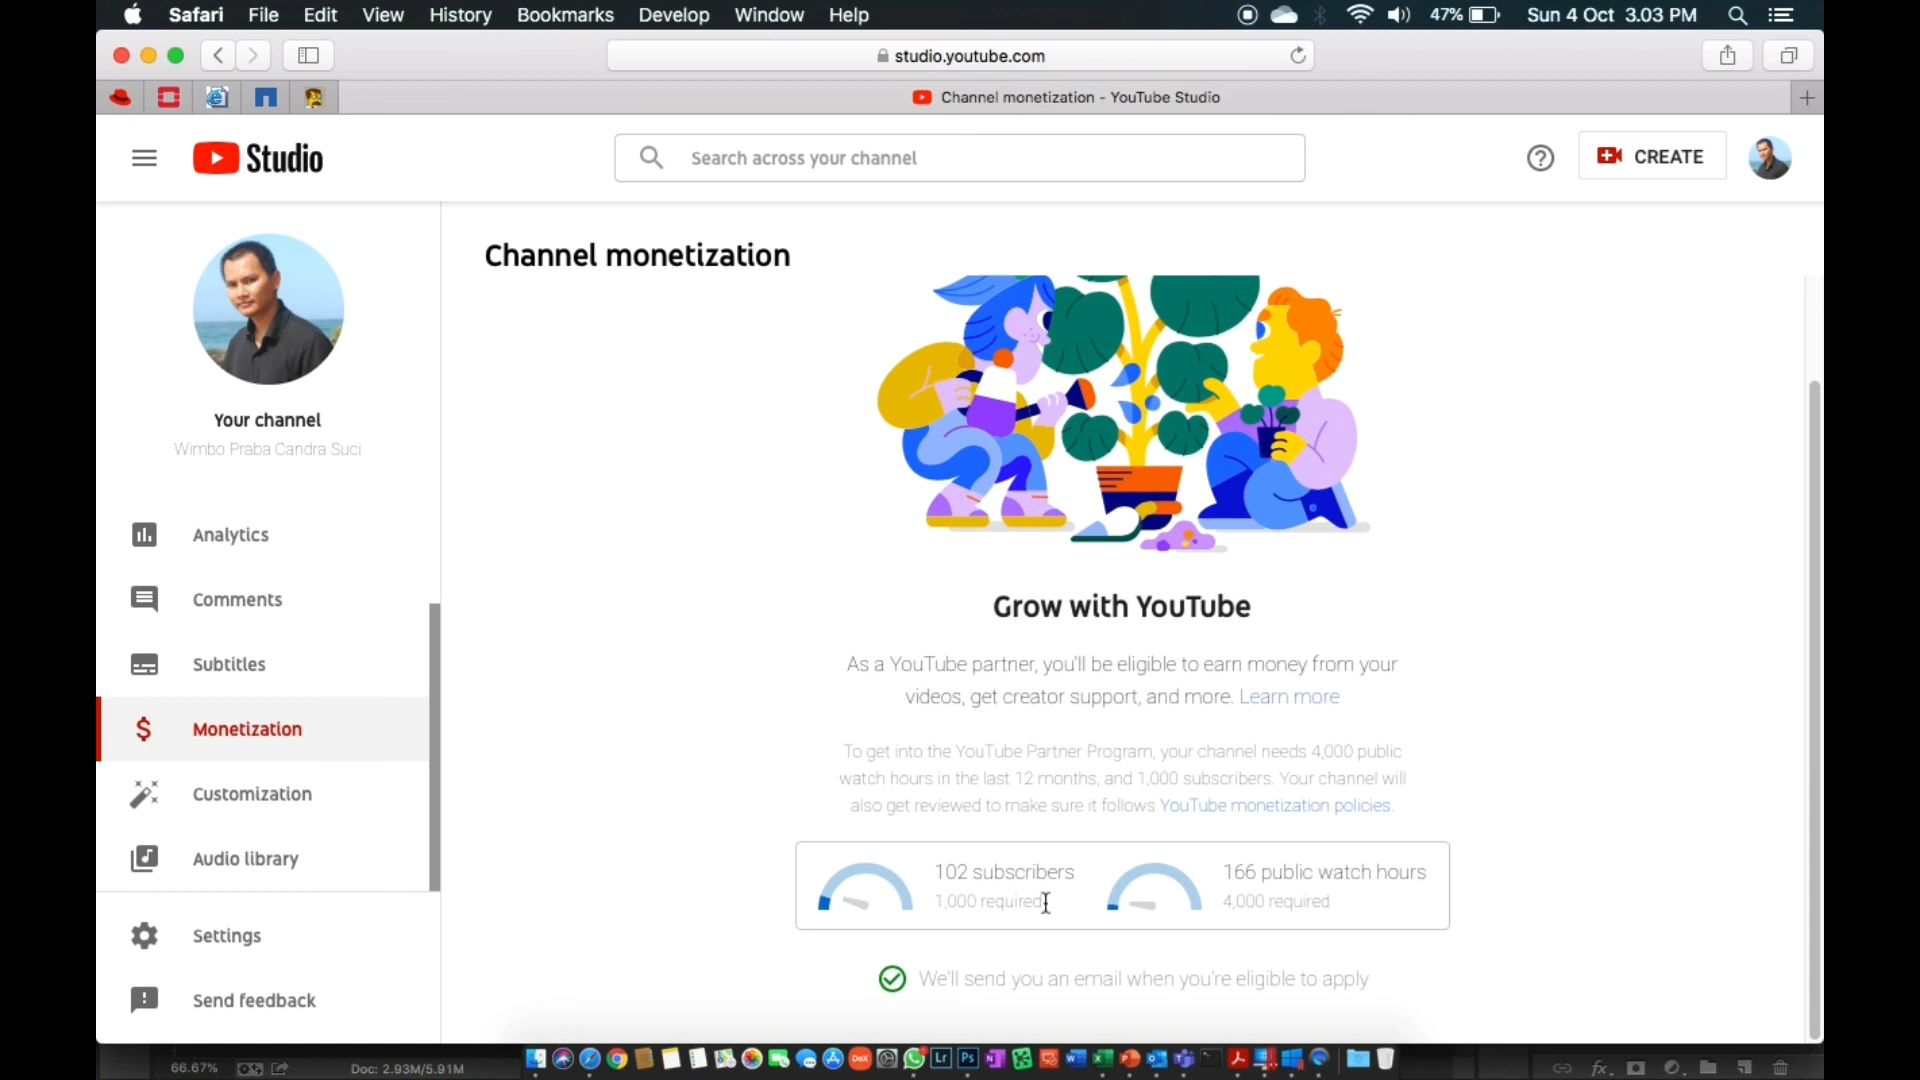 Safari File Edit View History Bookmarks Develop Window Help 47% Sun 4 Oct 3.03 PM
studio.youtube.com
Channel monetization - YouTube Studio
Studio
Search across your channel
CREATE
Channel monetization
Your channel
Wimbo Praba Candra Suci
Analytics
Comments
Subtitles
Monetization
Customization
Audio library
Settings
Send feedback
Grow with YouTube
As a YouTube partner, you'll be eligible to earn money from your
videos, get creator support, and more. Learn more
To get into the YouTube Partner Program, your channel needs 4,000 public
watch hours in the last 12 months, and 1,000 subscribers. Your channel will
also get reviewed to make sure it follows YouTube monetization policies.
102 subscribers
1,000 required
166 public watch hours
4,000 required
We'll send you an email when you're eligible to apply
Lr Ps
66.67% Doc: 2.93M/5.91M fx